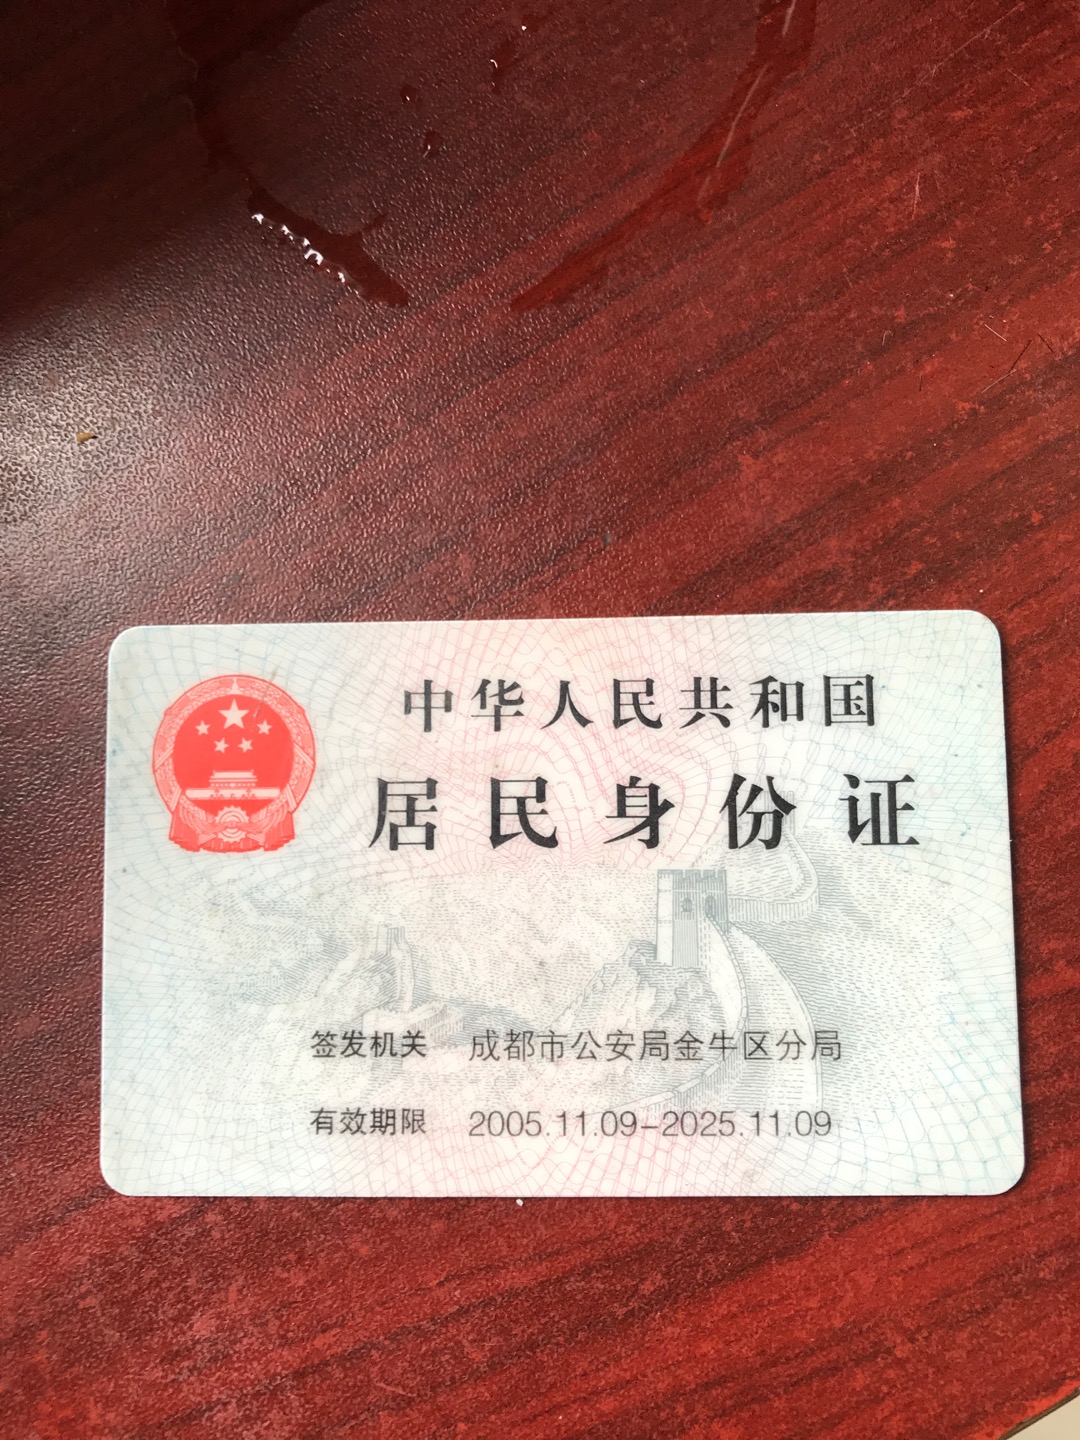 中华人民共和国
居民身份证
签发机关 成都市公安局金牛区分局
有效期限 2005.11.09-2025.11.09